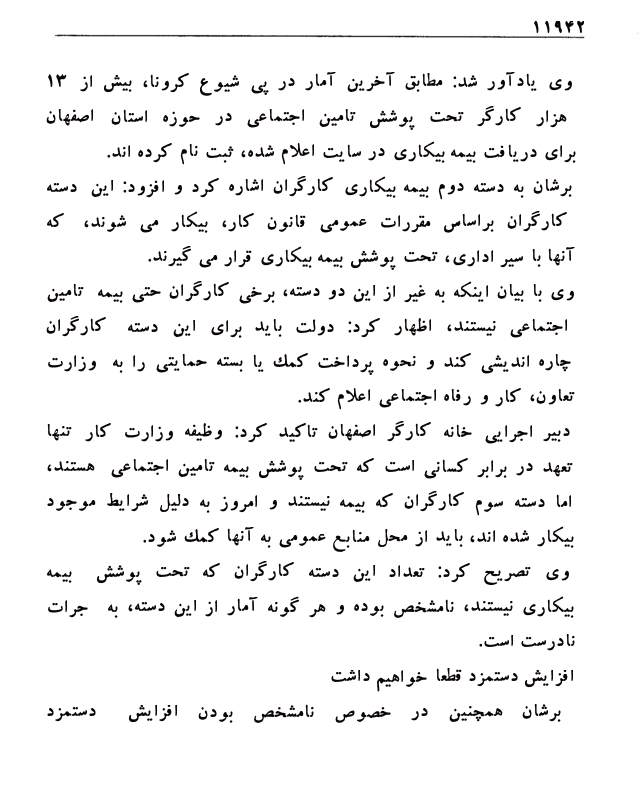 ۱۱۹۴۲
وی یادآور شد: مطابق آخرین آمار در پی شیوع کرونا، بیش از ۱۳
هزار کارگر تحت پوشش تامین اجتماعی در حوزه استان اصفهان
برای دریافت بیمه بیکاری در سایت اعلام شده، ثبت نام کرده اند.
برشان به دسته دوم بیمه بیکاری کارگران اشاره کرد و افزود: این دسته
کارگران براساس مقررات عمومی قانون کار، بیکار می شوند، که
آنها با سیر اداری، تحت پوشش بیمه بیکاری قرار می گیرند.
وی با بیان اینکه به غیر از این دو دسته، برخی کارگران حتی بیمه تامین
اجتماعی نیستند، اظهار کرد: دولت باید برای این دسته کارگران
چاره اندیشی کند و نحوه پرداخت کمک یا بسته حمایتی را به وزارت
تعاون، کار و رفاه اجتماعی اعلام کند.
دبیر اجرایی خانه کارگر اصفهان تاکید کرد: وظیفه وزارت کار تنها
تعهد در برابر کسانی است که تحت پوشش بیمه تامین اجتماعی هستند،
اما دسته سوم کارگران که بیمه نیستند و امروز به دلیل شرایط موجود
بیکار شده اند، باید از محل منابع عمومی به آنها کمک شود.
وی تصریح کرد: تعداد این دسته کارگران که تحت پوشش بیمه
بیکاری نیستند، نامشخص بوده و هر گونه آمار از این دسته، به جرات
نادرست است.
افزایش دستمزد قطعا خواهیم داشت
برشان همچنین در خصوص نامشخص بودن افزایش دستمزد